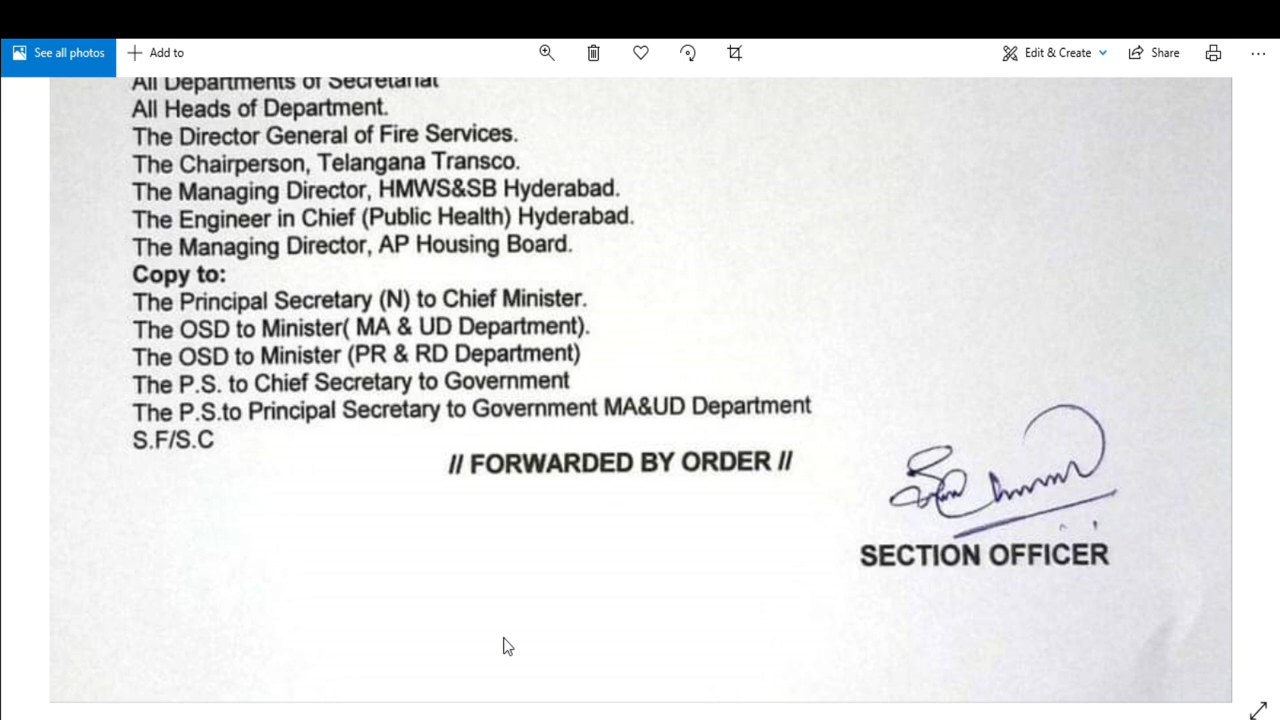 See all photos
Add to
Edit & Create
Share
All Departments of Secretariat
All Heads of Department.
The Director General of Fire Services.
The Chairperson, Telangana Transco.
The Managing Director, HMWS&SB Hyderabad.
The Engineer in Chief (Public Health) Hyderabad.
The Managing Director, AP Housing Board.
Copy to:
The Principal Secretary (N) to Chief Minister.
The OSD to Minister( MA & UD Department).
The OSD to Minister (PR & RD Department)
The P.S. to Chief Secretary to Government
The P.S.to Principal Secretary to Government MA&UD Department
S.F/S.C
// FORWARDED BY ORDER //
SECTION OFFICER